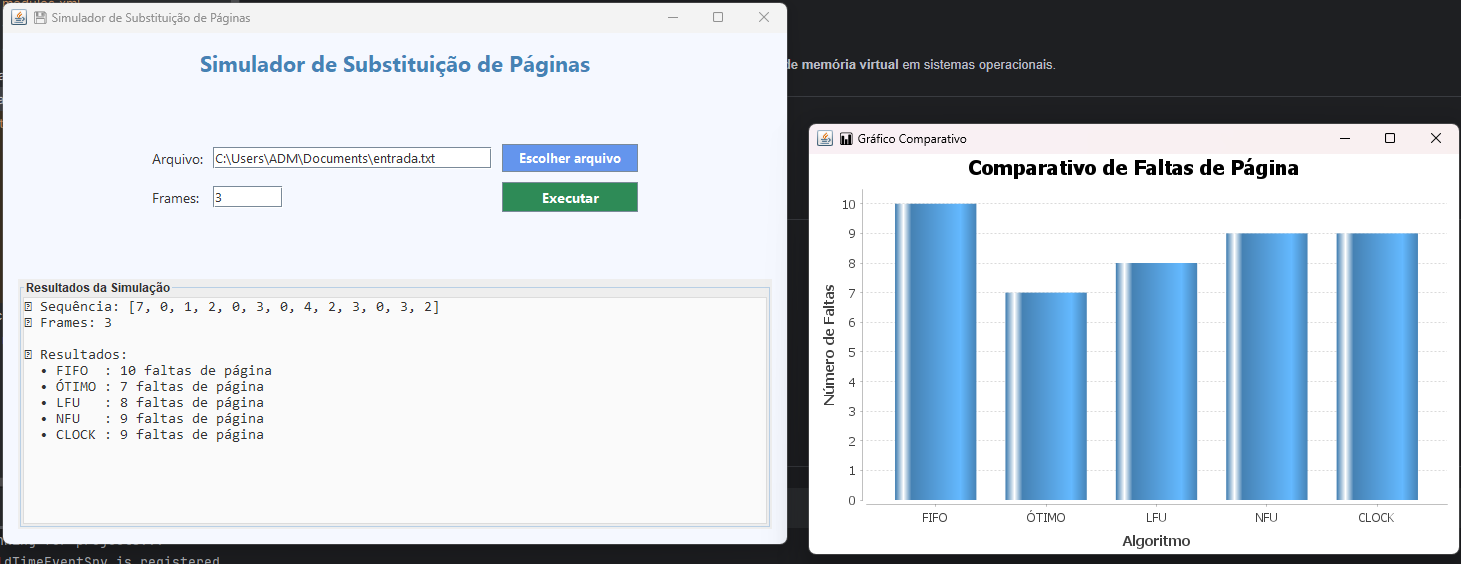 Simulador de Substituição de Páginas
Simulador de Substituição de Páginas
Arquivo: C:\Users\ADM\Documents\entrada.txt Escolher arquivo
Frames: 3 Executar
Resultados da Simulação
Sequência: [7, 0, 1, 2, 0, 3, 0, 4, 2, 3, 0, 3, 2]
Frames: 3
Resultados:
• FIFO : 10 faltas de página
• ÓTIMO : 7 faltas de página
• LFU : 8 faltas de página
• NFU : 9 faltas de página
• CLOCK : 9 faltas de página
de memória virtual em sistemas operacionais.
Gráfico Comparativo
Comparativo de Faltas de Página
Número de Faltas
10
9
8
7
6
5
4
3
2
1
0
FIFO ÓTIMO LFU NFU CLOCK
Algoritmo
is registered